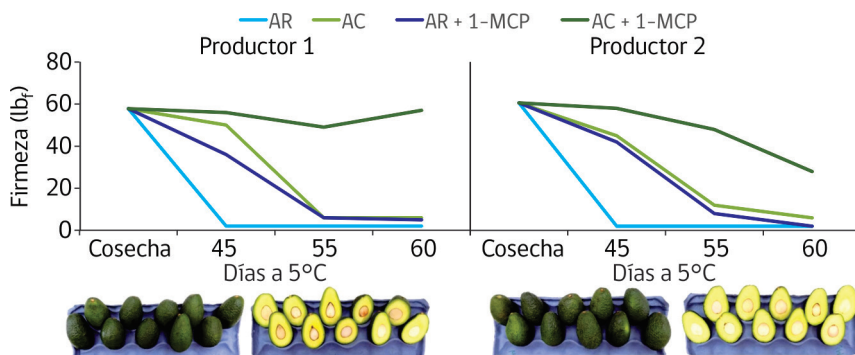 AR AC AR + 1-MCP AC + 1-MCP
Productor 1 Productor 2
Firmeza (lbf)
80
60
40
20
0
Cosecha 45 55 60 Cosecha 45 55 60
Días a 5°C Días a 5°C